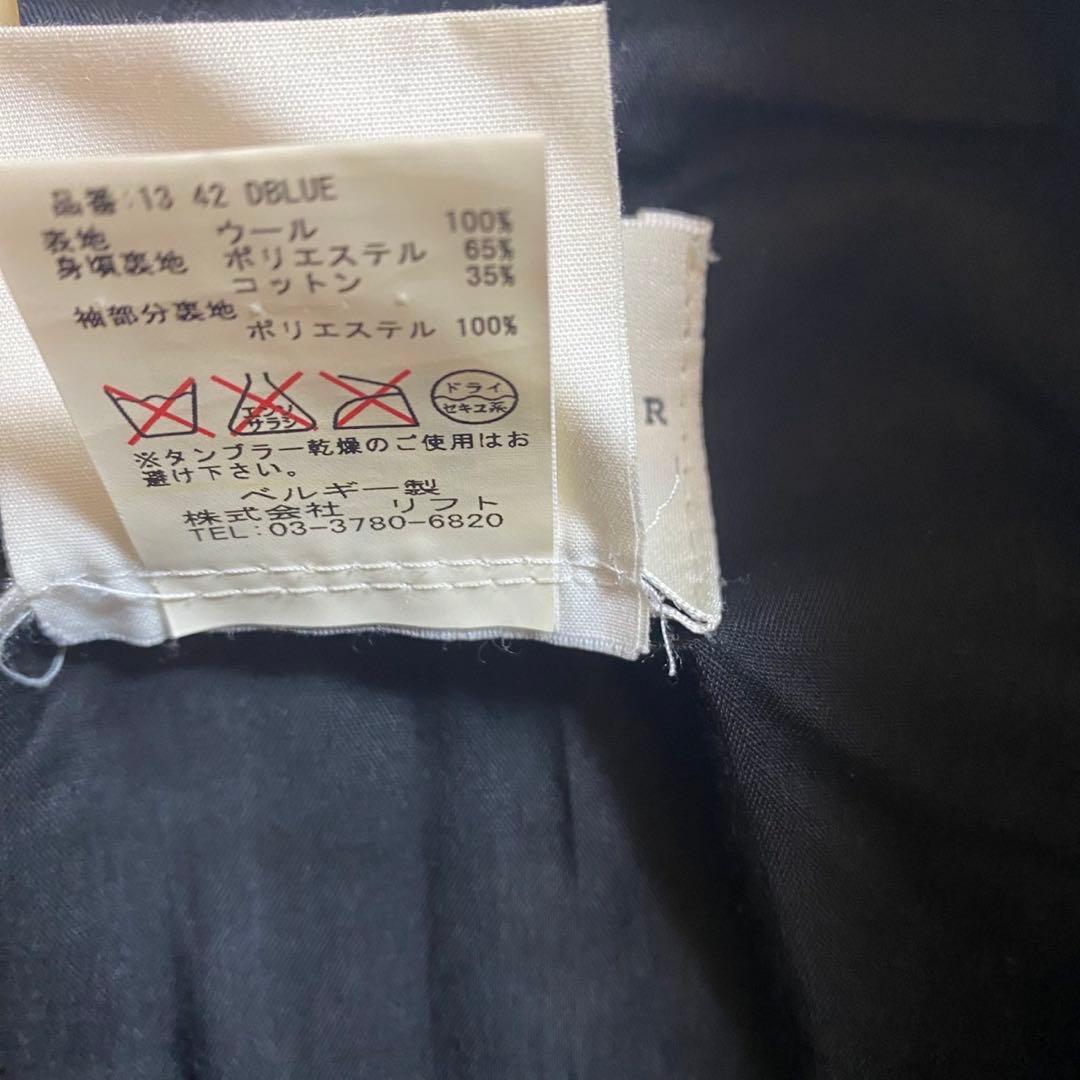 品番:13 42 DBLUE
表地 ウール 100%
身頃裏地 ポリエステル 65%
コットン 35%
袖部分裏地
ポリエステル 100%
エンソ
サラシ
ドライ
セキユ系
※タンブラー乾燥のご使用はお
避け下さい。
ベルギー製
株式会社 リフト
TEL:03-3780-6820
R